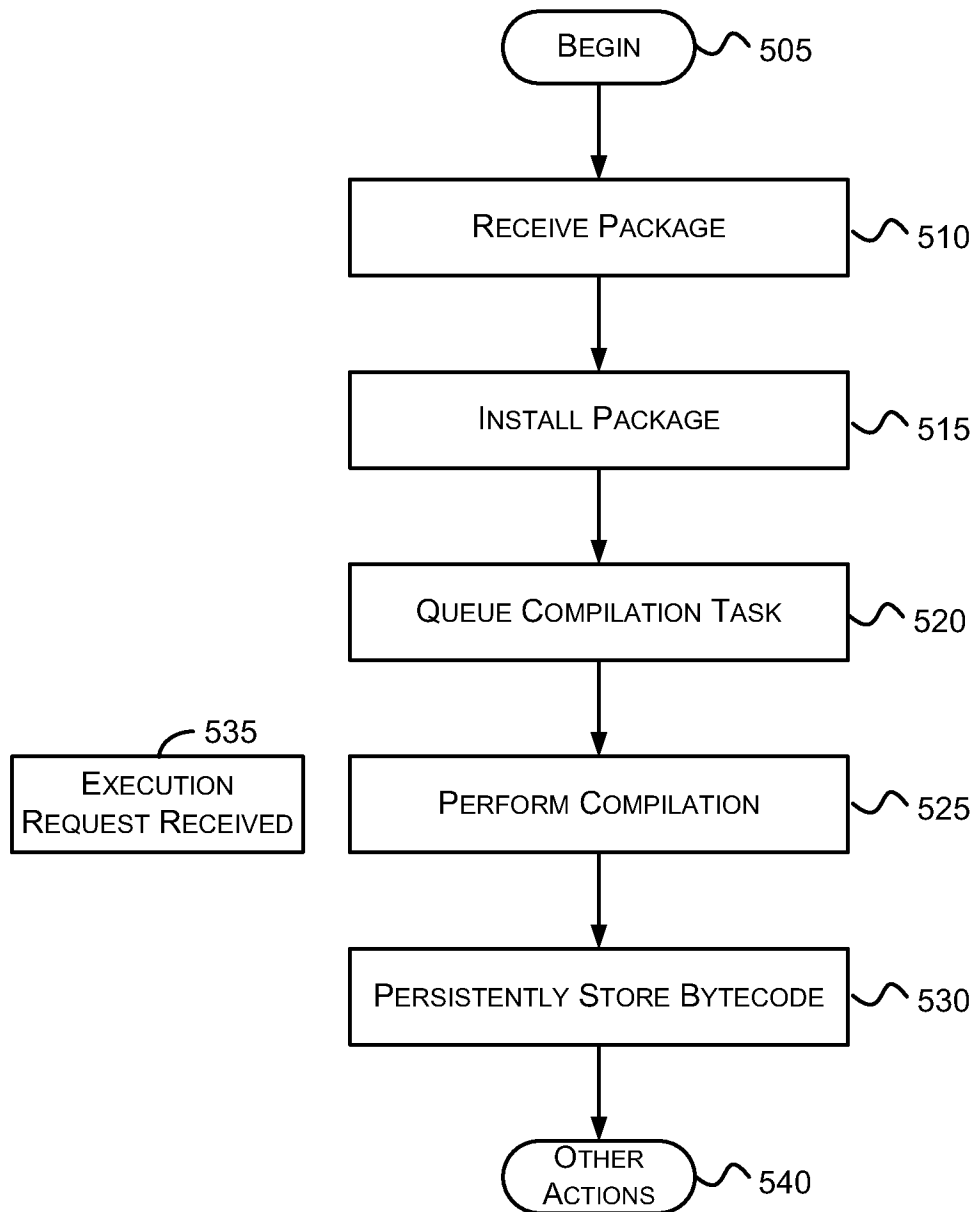 BEGIN
505
RECEIVE PACKAGE
510
INSTALL PACKAGE
515
QUEUE COMPILATION TASK
520
535
EXECUTION
REQUEST RECEIVED
PERFORM COMPILATION
525
PERSISTENTLY STORE BYTECODE
530
OTHER
ACTIONS
540